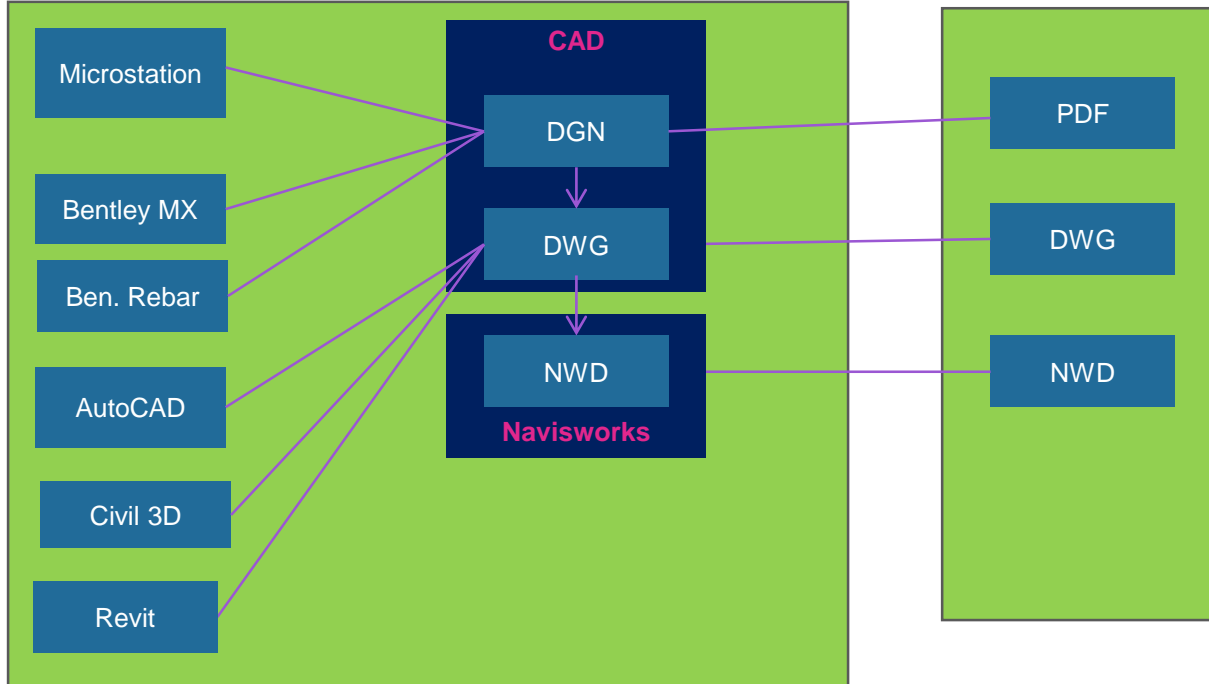 Microstation
Bentley MX
Ben. Rebar
AutoCAD
Civil 3D
Revit
CAD
DGN
DWG
NWD
Navisworks
PDF
DWG
NWD